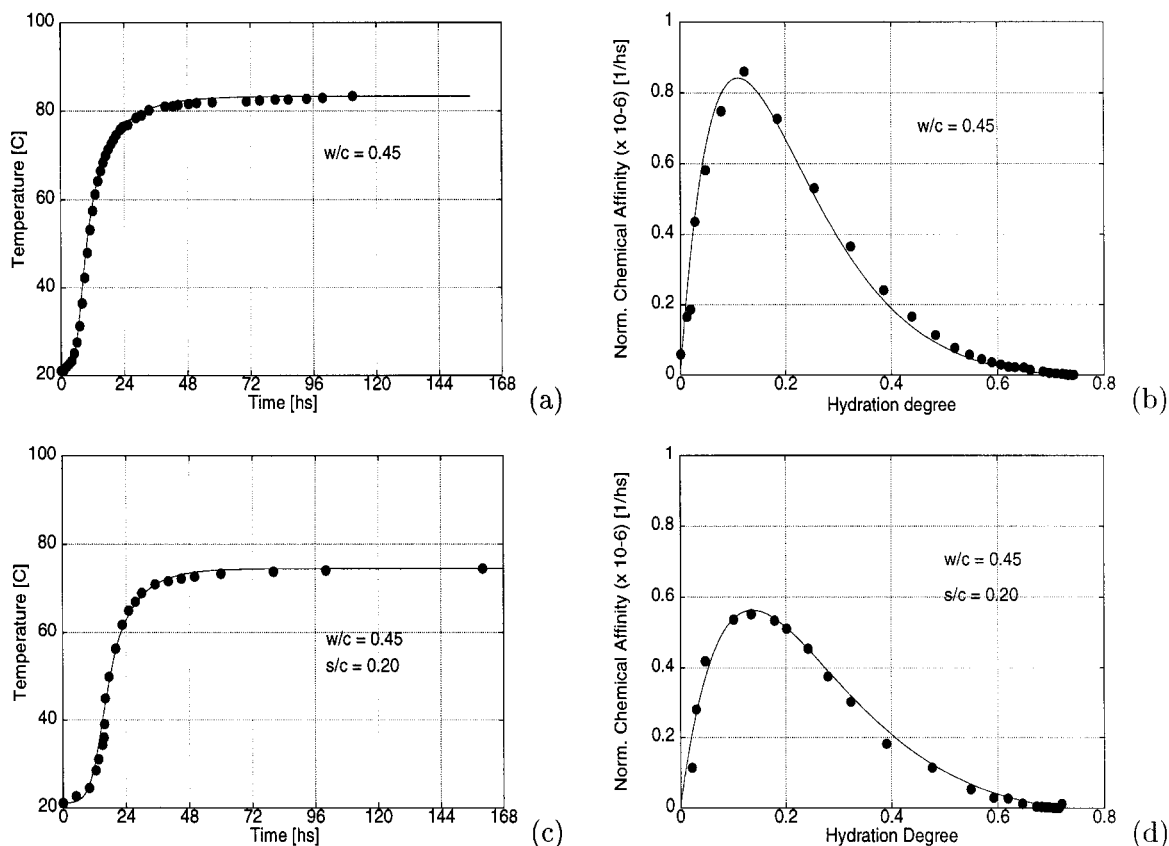 100
80
60
40
20
Temperature [C]
w/c = 0.45
0 24 48 72 96 120 144 168
Time [hs]
(a)
1
0.8
0.6
0.4
0.2
0
Norm. Chemical Affinity (x 10-6) [1/hs]
w/c = 0.45
0 0.2 0.4 0.6 0.8
Hydration degree
(b)
100
80
60
40
20
Temperature [C]
w/c = 0.45
s/c = 0.20
0 24 48 72 96 120 144 168
Time [hs]
(c)
1
0.8
0.6
0.4
0.2
0
Norm. Chemical Affinity (x 10-6) [1/hs]
w/c = 0.45
s/c = 0.20
0 0.2 0.4 0.6 0.8
Hydration Degree
(d)